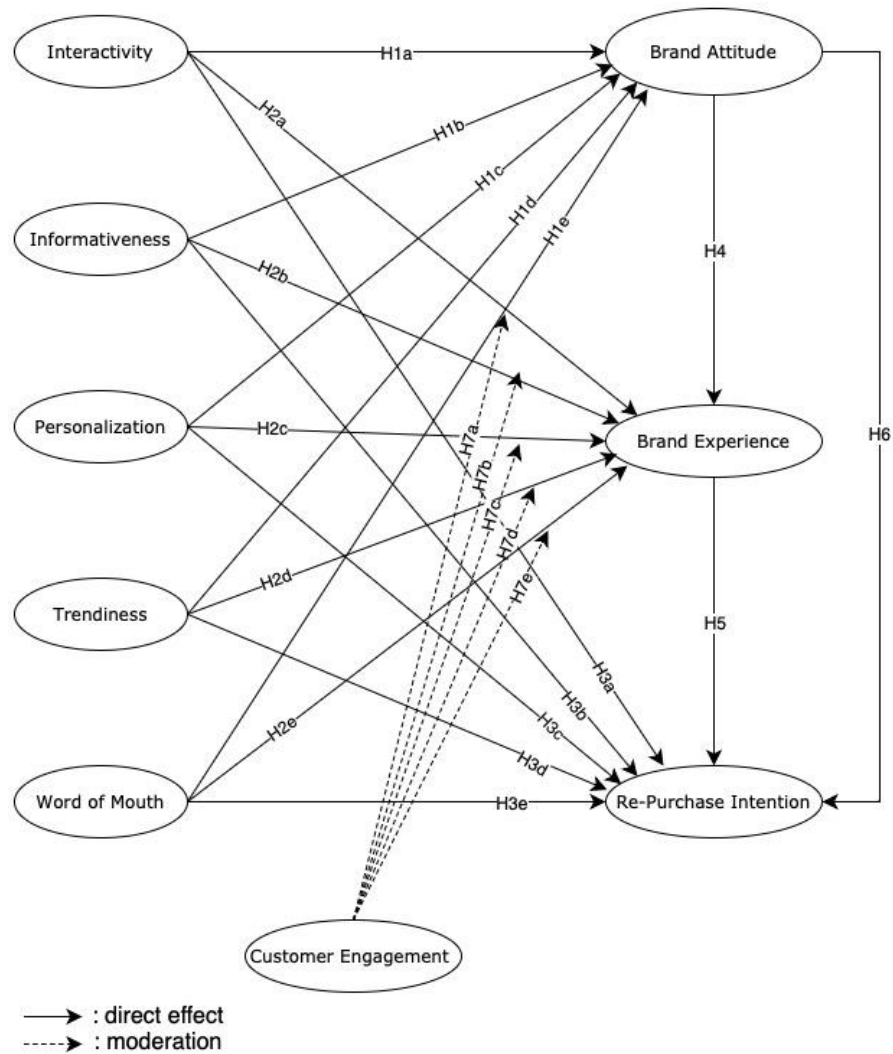 Interactivity
H1a
Brand Attitude
H2a
H1b
H1c
H1d
H1e
Informativeness
H2b
H4
Personalization
H2c
H7a
Brand Experience
H6
H7b
H7c
H7d
H7e
H2d
Trendiness
H5
H3a
H3b
H3c
H2e
H3d
Word of Mouth
H3e
Re-Purchase Intention
Customer Engagement
: direct effect
: moderation